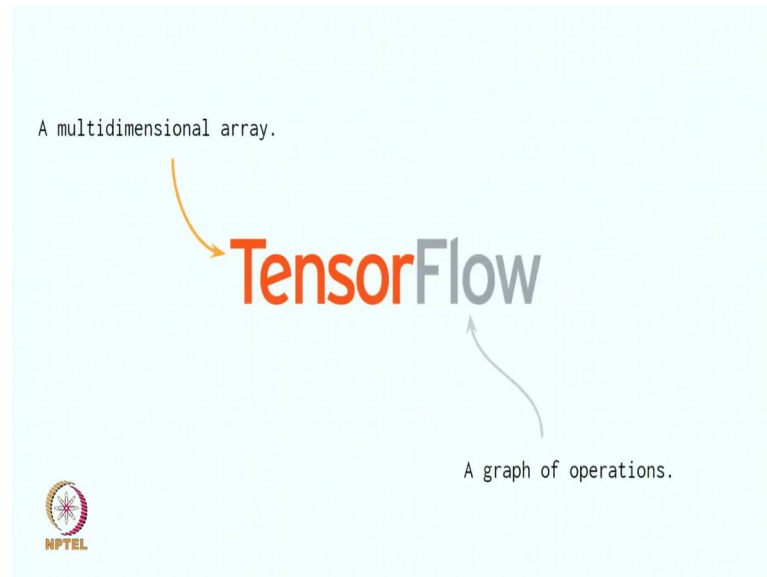 A multidimensional array.
TensorFlow
A graph of operations.
NPTEL